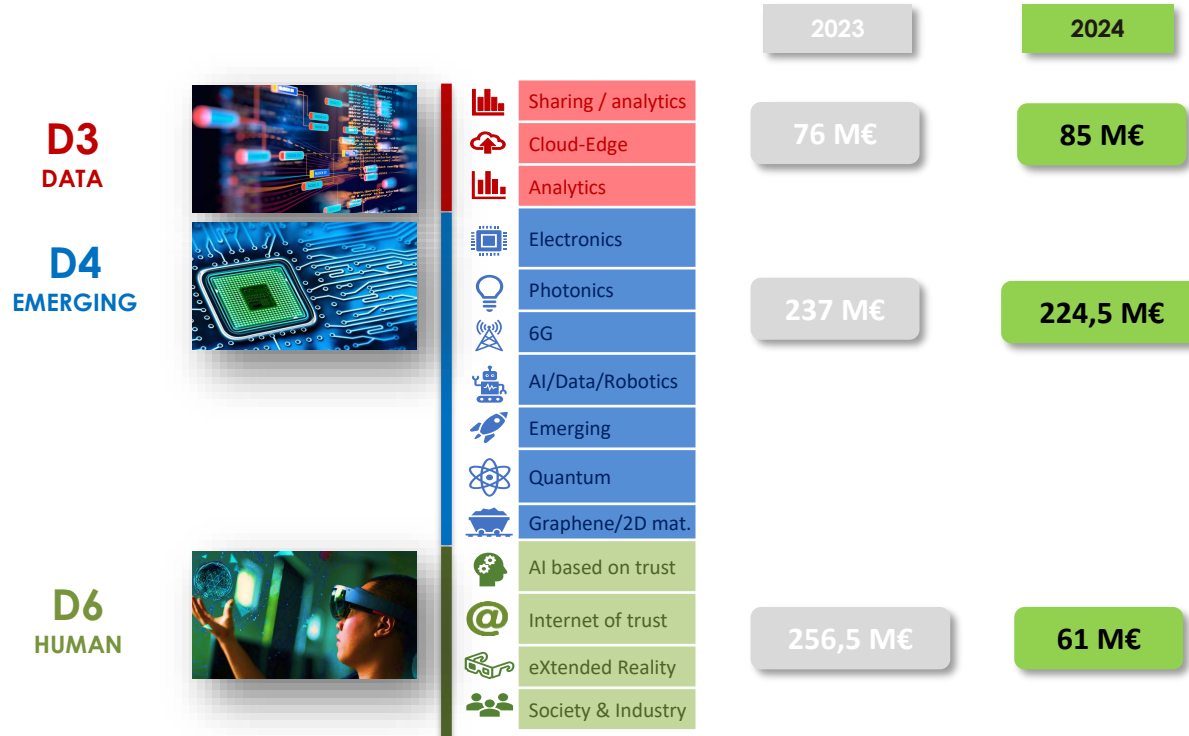 2023
2024
D3
DATA
Sharing / analytics
Cloud-Edge
Analytics
76 M€
85 M€
D4
EMERGING
Electronics
Photonics
6G
AI/Data/Robotics
Emerging
Quantum
Graphene/2D mat.
237 M€
224,5 M€
D6
HUMAN
AI based on trust
@
Internet of trust
eXtended Reality
Society & Industry
256,5 M€
61 M€